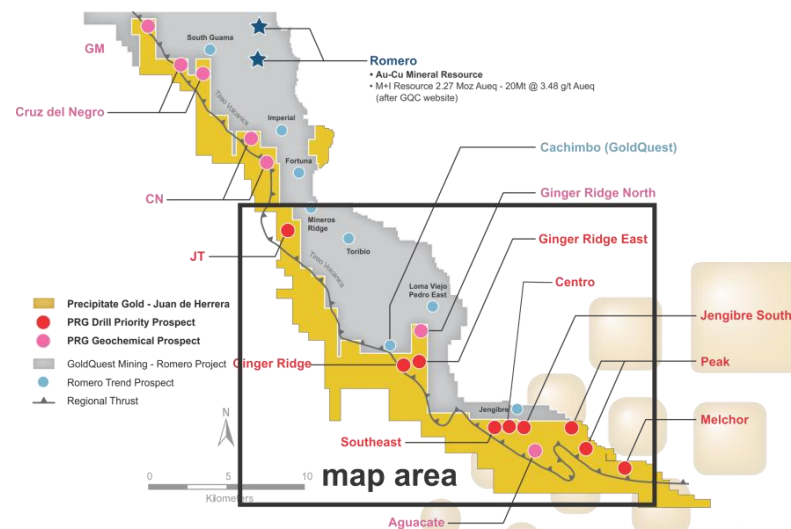 GM
South Guama
Romero
• Au-Cu Mineral Resource
• M+I Resource 2.27 Moz Aueq - 20Mt @ 3.48 g/t Aueq
(after GQC website)
Cruz del Negro
Tireo Volcanics
Imperial
Cachimbo (GoldQuest)
Fortuna
Ginger Ridge North
CN
Mineros
Ridge
Ginger Ridge East
JT
Toribio
Tireo Volcanics
Centro
Loma Viejo
Pedro East
Precipitate Gold - Juan de Herrera
PRG Drill Priority Prospect
PRG Geochemical Prospect
GoldQuest Mining - Romero Project
Romero Trend Prospect
Regional Thrust
Jengibre South
Ginger Ridge
Peak
Jengibre
Melchor
N
Southeast
0
5
10
Kilometers
map area
Aguacate